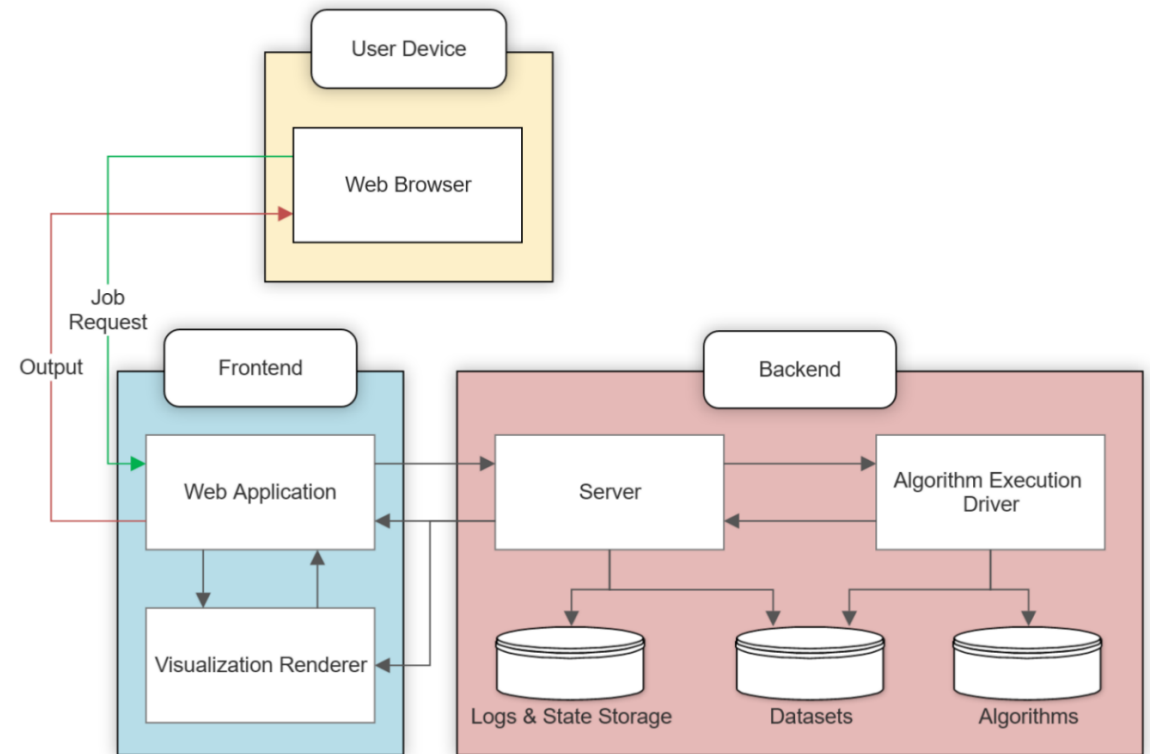 User Device
Web Browser
Job
Request
Output
Frontend
Backend
Web Application
Server
Algorithm Execution
Driver
Visualization Renderer
Logs & State Storage
Datasets
Algorithms